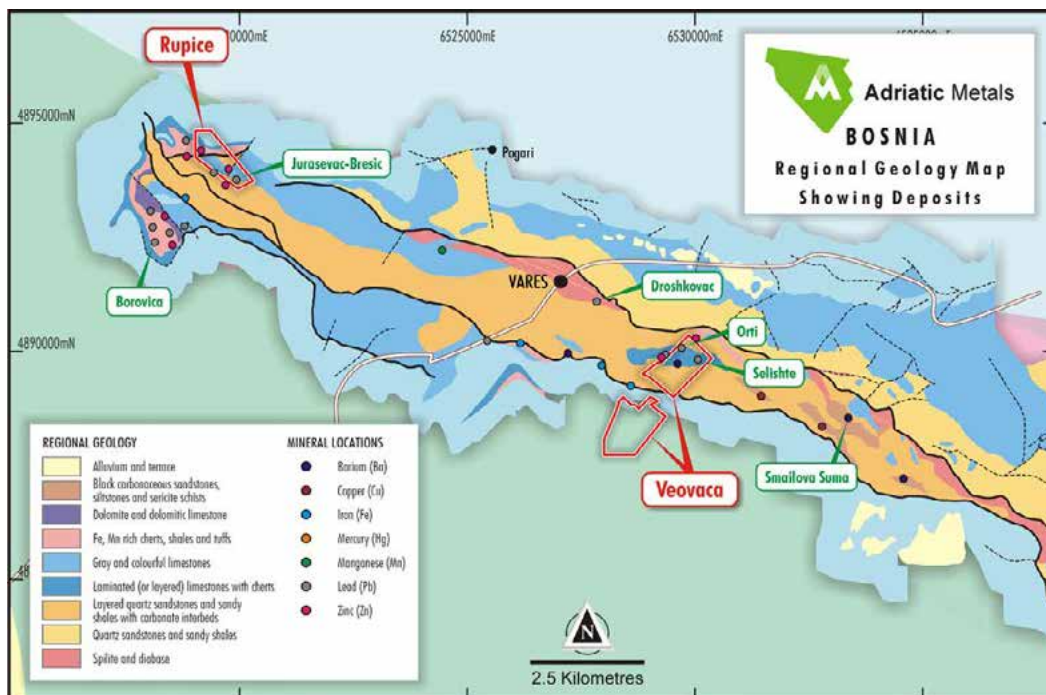 6525000mE
6530000mE
Rupice
4895000mN
Adriatic Metals
BOSNIA
Regional Geology Map
Showing Deposits
Pogari
Jurasevac-Bresic
VARES
Droshkovac
Borovica
Orti
4890000mN
Selishte
REGIONAL GEOLOGY
Alluvium and terrace
Black carbonaceous sandstones,
siltstones and sericite schists
Dolomite and dolomitic limestone
Fe, Mn rich cherts, shales and tuffs
Gray and colourful limestones
Laminated (or layered) limestones with cherts
Layered quartz sandstones and sandy
shales with carbonate interbeds
Quartz sandstones and sandy shales
Spilite and diabase
MINERAL LOCATIONS
Barium (Ba)
Copper (Cu)
Iron (Fe)
Mercury (Hg)
Manganese (Mn)
Lead (Pb)
Zinc (Zn)
Veovaca
Smailova Suma
N
2.5 Kilometres